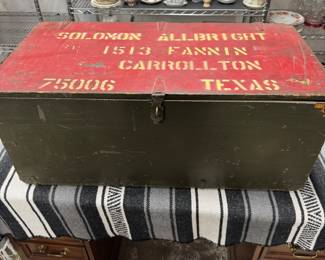 SOLOMON ALLBRIGHT
1513 FANNIN
CARROLLTON
75006 TEXAS